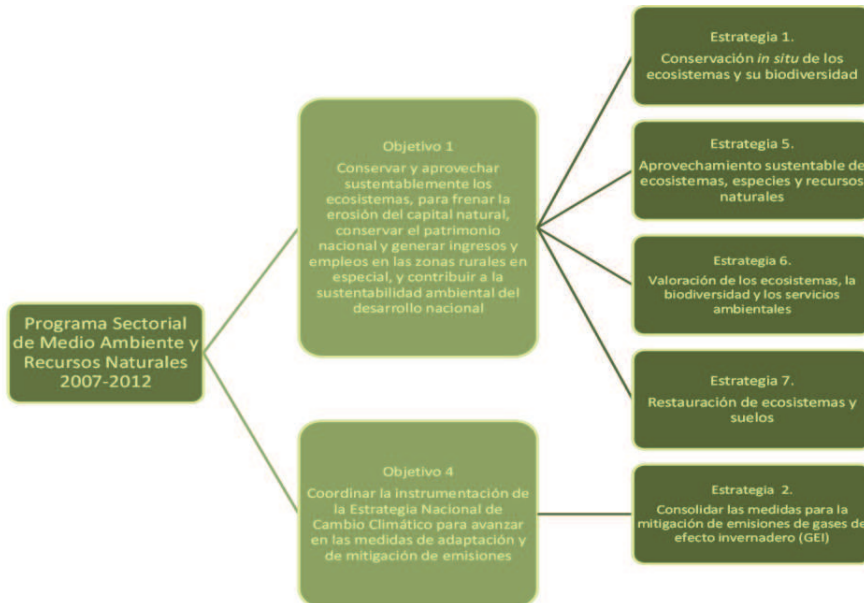 Programa Sectorial
de Medio Ambiente y
Recursos Naturales
2007-2012
Objetivo 1
Conservar y aprovechar
sustentablemente los
ecosistemas, para frenar la
erosión del capital natural,
conservar el patrimonio
nacional y generar ingresos y
empleos en las zonas rurales en
especial, y contribuir a la
sustentabilidad ambiental del
desarrollo nacional
Estrategia 1.
Conservación in situ de los
ecosistemas y su biodiversidad
Estrategia 5.
Aprovechamiento sustentable de
ecosistemas, especies y recursos
naturales
Estrategia 6.
Valoración de los ecosistemas, la
biodiversidad y los servicios
ambientales
Estrategia 7.
Restauración de ecosistemas y
suelos
Objetivo 4
Coordinar la instrumentación de
la Estrategia Nacional de
Cambio Climático para avanzar
en las medidas de adaptación y
de mitigación de emisiones
Estrategia 2.
Consolidar las medidas para la
mitigación de emisiones de gases de
efecto invernadero (GEI)